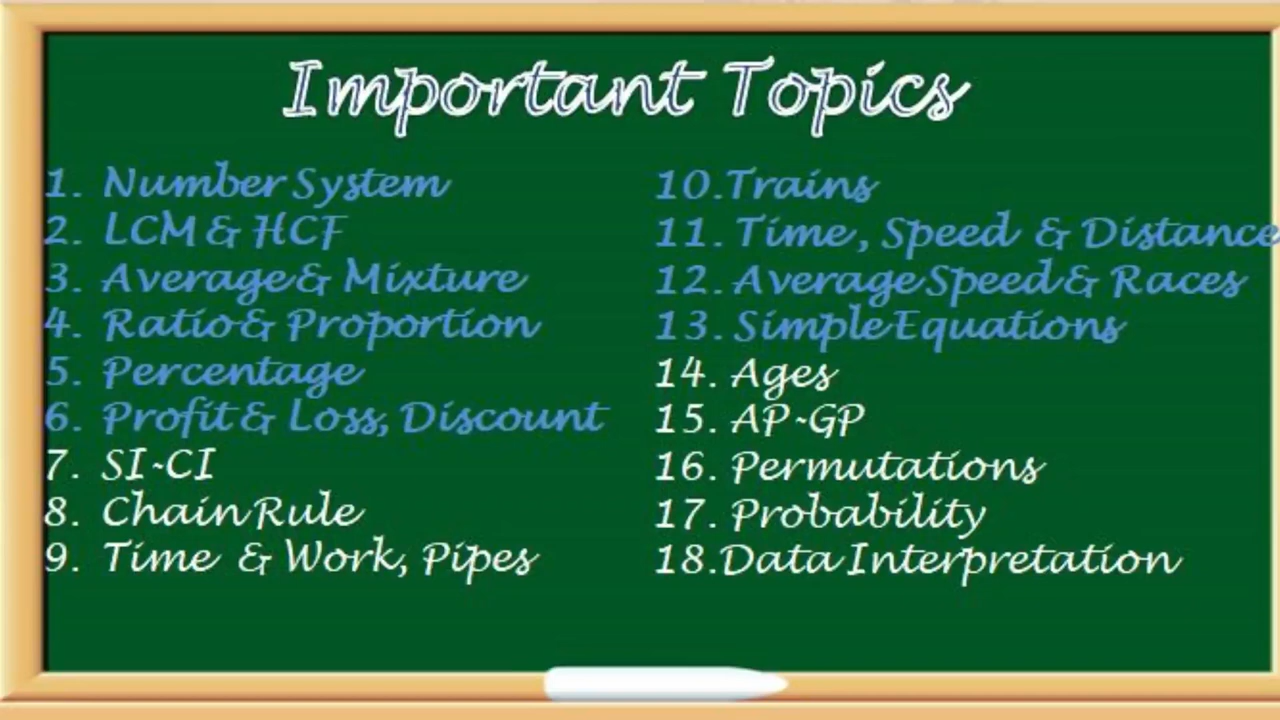 Important Topics
1. Number System
2. LCM & HCF
3. Average & Mixture
4. Ratio & Proportion
5. Percentage
6. Profit & Loss, Discount
7. SI-CI
8. Chain Rule
9. Time & Work, Pipes
10.Trains
11. Time, Speed & Distance
12. Average Speed & Races
13. Simple Equations
14. Ages
15. AP-GP
16. Permutations
17. Probability
18.Data Interpretation